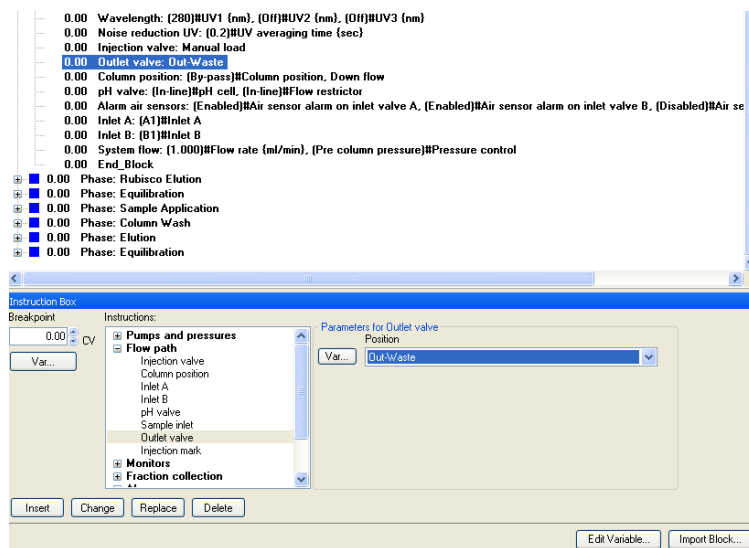 0.00 Wavelength: (280)#UV1 {nm}, (Off)#UV2 {nm}, (Off)#UV3 {nm}
0.00 Noise reduction UV: (0.2)#UV averaging time {sec}
0.00 Injection valve: Manual load
0.00 Outlet valve: Out-Waste
0.00 Column position: (By-pass)#Column position, Down flow
0.00 pH valve: (In-line)#pH cell, (In-line)#Flow restrictor
0.00 Alarm air sensors: (Enabled)#Air sensor alarm on inlet valve A, (Enabled)#Air sensor alarm on inlet valve B, (Disabled)#Air se
0.00 Inlet A: (A1)#Inlet A
0.00 Inlet B: (B1)#Inlet B
0.00 System flow: (1.000)#Flow rate {ml/min}, (Pre column pressure)#Pressure control
0.00 End_Block
0.00 Phase: Rubisco Elution
0.00 Phase: Equilibration
0.00 Phase: Sample Application
0.00 Phase: Column Wash
0.00 Phase: Elution
0.00 Phase: Equilibration
Instruction Box
Breakpoint
0.00 CV
Var...
Instructions:
Pumps and pressures
Flow path
Injection valve
Column position
Inlet A
Inlet B
pH valve
Sample inlet
Outlet valve
Injection mark
Monitors
Fraction collection
Parameters for Outlet valve
Position
Var... Out-Waste
Insert Change Replace Delete
Edit Variable... Import Block...